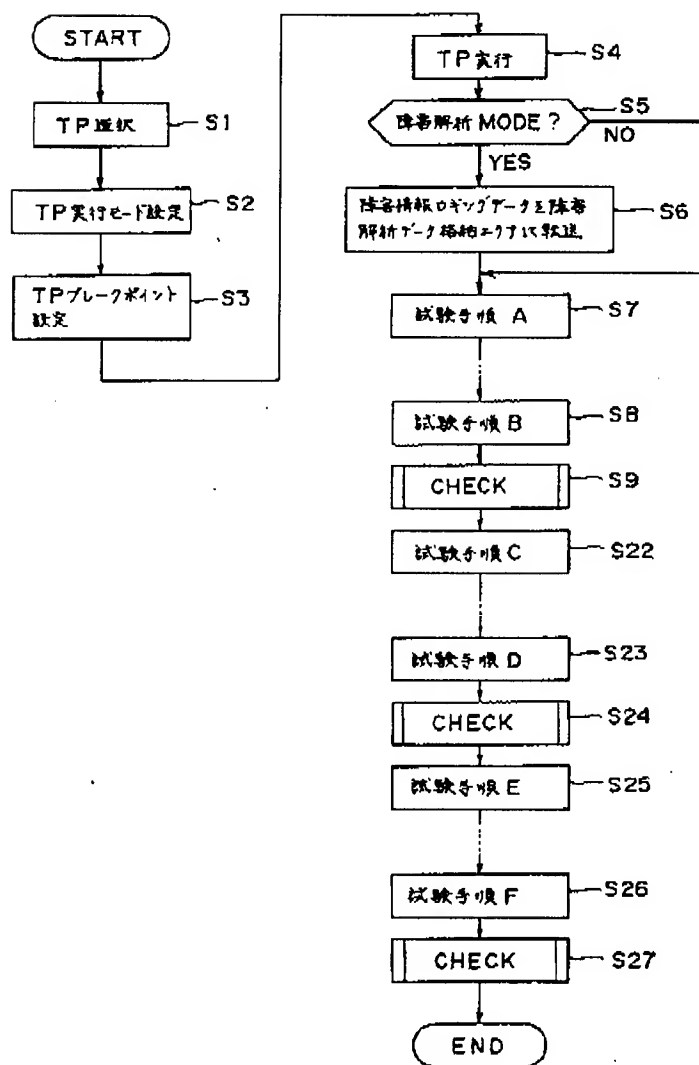 START
TP選択
S1
TP実行モード設定
S2
TPブレークポイント
設定
S3
TP実行
S4
障害解析MODE?
S5
NO
YES
障害情報ロギングデータを障害
解析データ格納エリアに転送.
S6
試験手順 A
S7
試験手順 B
S8
CHECK
S9
試験手順 C
S22
試験手順 D
S23
CHECK
S24
試験手順 E
S25
試験手順 F
S26
CHECK
S27
END